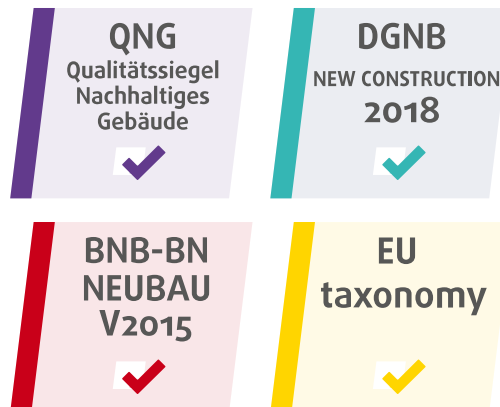 QNG
Qualitätssiegel
Nachhaltiges
Gebäude
DGNB
NEW CONSTRUCTION
2018
BNB-BN
NEUBAU
V2015
EU
taxonomy